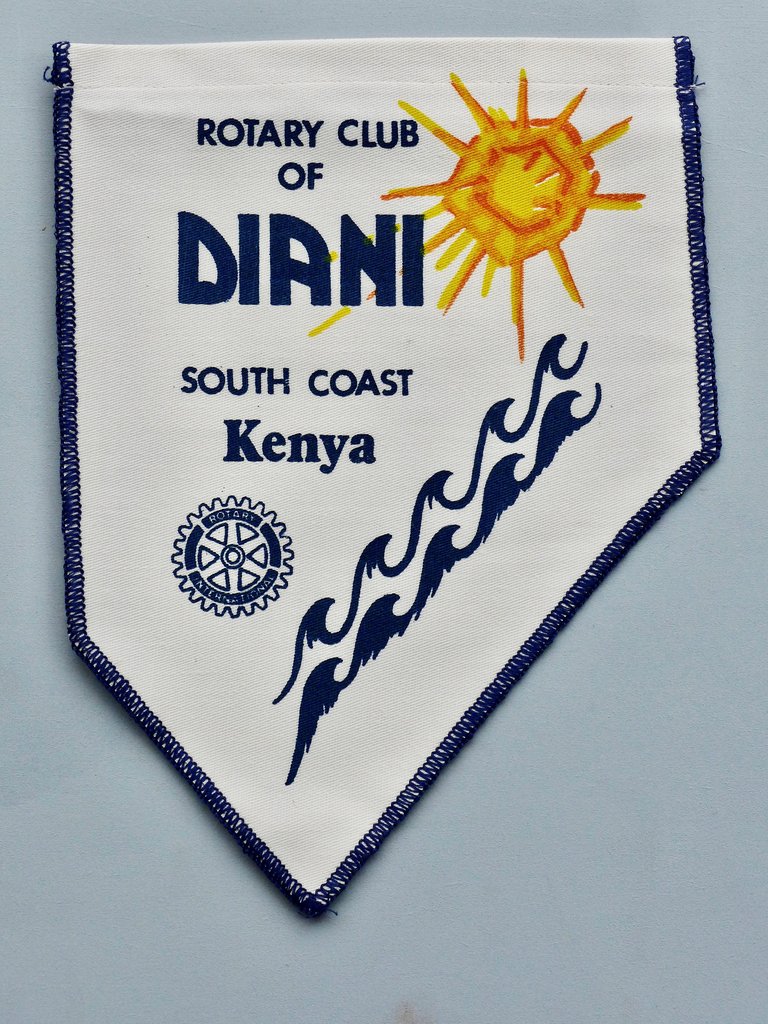 ROTARY CLUB
OF
DIANI
SOUTH COAST
Kenya
ROTARY
INTERNATIONAL